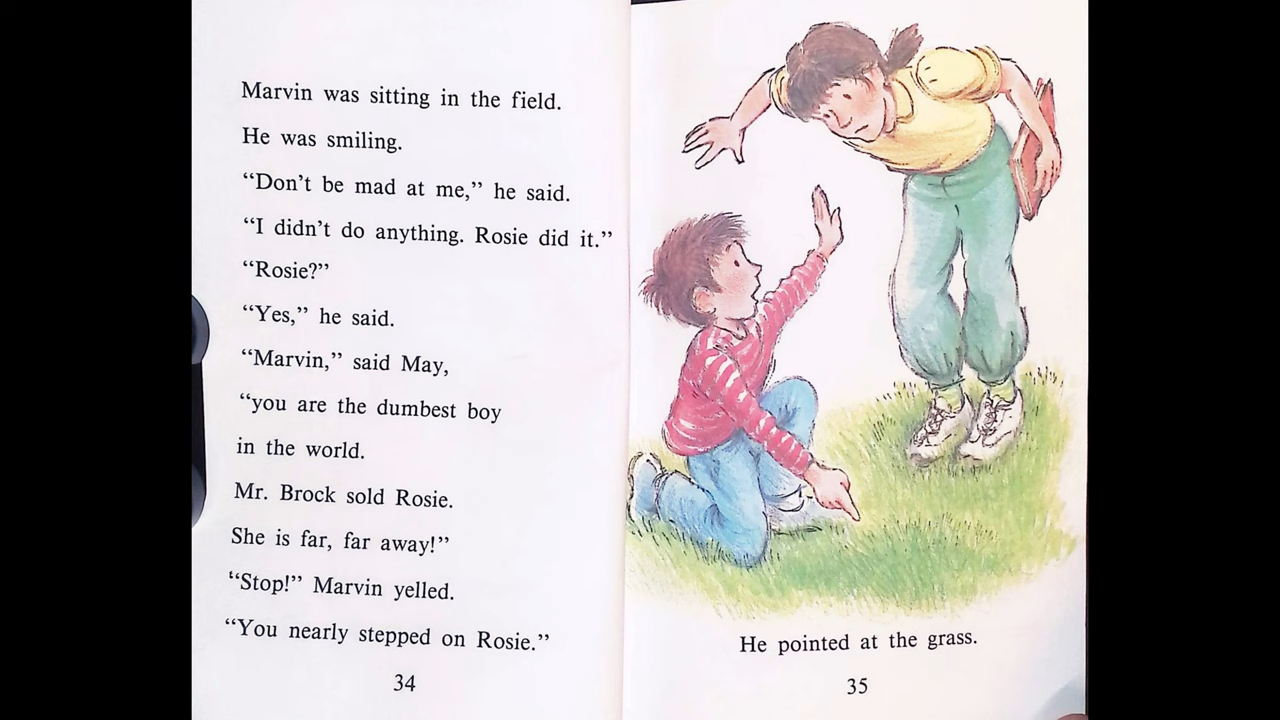 Marvin was sitting in the field.
He was smiling.
“Don’t be mad at me,” he said.
“I didn’t do anything. Rosie did it.”
“Rosie?”
“Yes,” he said.
“Marvin,” said May,
“you are the dumbest boy
in the world.
Mr. Brock sold Rosie.
She is far, far away!”
“Stop!” Marvin yelled.
“You nearly stepped on Rosie.”
34
He pointed at the grass.
35